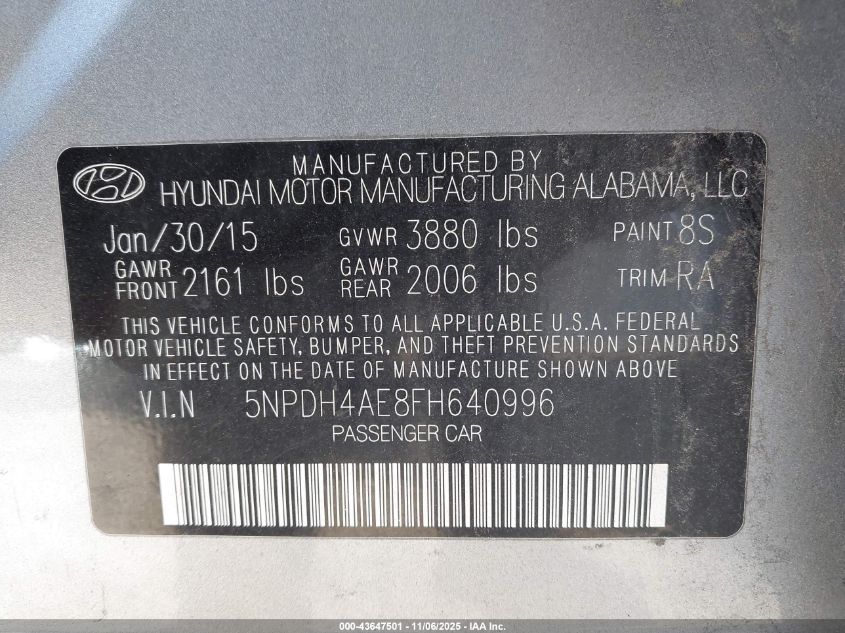 MANUFACTURED BY
HYUNDAI MOTOR MANUFACTURING ALABAMA, LLC
Jan/30/15 GVWR 3880 lbs PAINT 8S
GAWR FRONT 2161 lbs GAWR REAR 2006 lbs TRIM RA
THIS VEHICLE CONFORMS TO ALL APPLICABLE U.S.A. FEDERAL
MOTOR VEHICLE SAFETY, BUMPER, AND THEFT PREVENTION STANDARDS
IN EFFECT ON THE DATE OF MANUFACTURE SHOWN ABOVE.
V.I.N 5NPDH4AE8FH640996
PASSENGER CAR
000-43647501 - 11/06/2025 - IAA Inc.